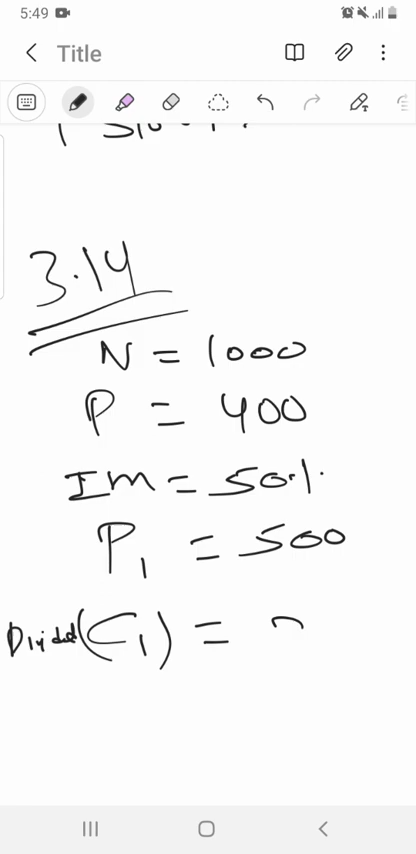 5:49
Title
3.14
N = 1000
P = 400
IM = 50%
P1 = 500
Divided (C1) =